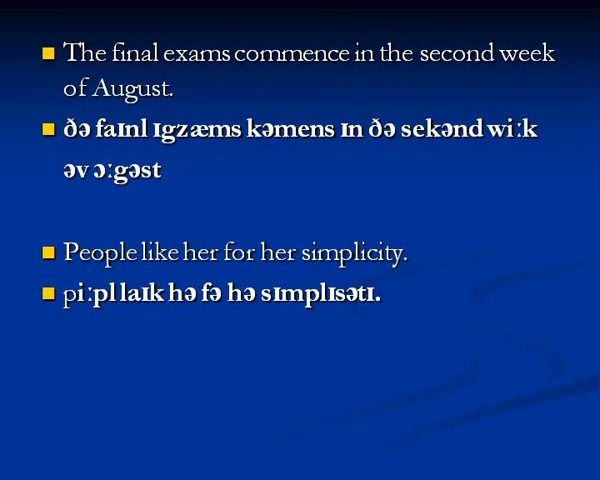 The final exams commence in the second week
of August.
ðə faɪnl ɪgzæms kəmens ɪn ðə sekənd wiːk
əv ɔːgəst
People like her for her simplicity.
piːpl laɪk hə fə hə sɪmplɪsətɪ.